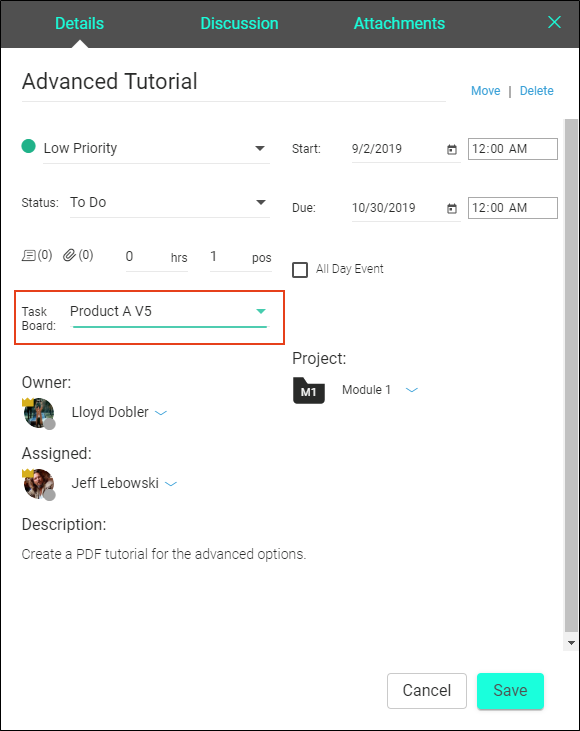 Details Discussion Attachments
Advanced Tutorial
Move | Delete
Low Priority
Start: 9/2/2019 12:00 AM
Status: To Do
Due: 10/30/2019 12:00 AM
(0) (0) 0 hrs 1 pos
All Day Event
Task
Board: Product A V5
Project:
M1 Module 1
Owner:
Lloyd Dobler
Assigned:
Jeff Lebowski
Description:
Create a PDF tutorial for the advanced options.
Cancel Save